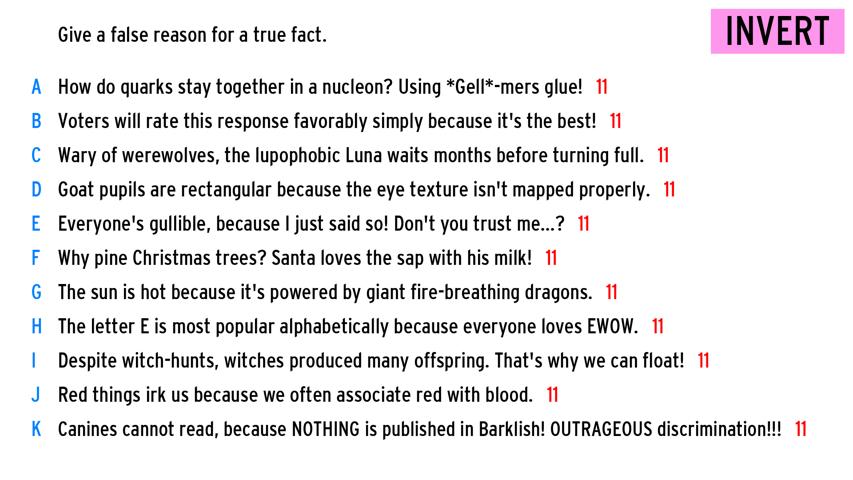 Give a false reason for a true fact.
INVERT
A How do quarks stay together in a nucleon? Using *Gell*-mers glue! 11
B Voters will rate this response favorably simply because it's the best! 11
C Wary of werewolves, the lupophobic Luna waits months before turning full. 11
D Goat pupils are rectangular because the eye texture isn't mapped properly. 11
E Everyone's gullible, because I just said so! Don't you trust me...? 11
F Why pine Christmas trees? Santa loves the sap with his milk! 11
G The sun is hot because it's powered by giant fire-breathing dragons. 11
H The letter E is most popular alphabetically because everyone loves EWOW. 11
I Despite witch-hunts, witches produced many offspring. That's why we can float! 11
J Red things irk us because we often associate red with blood. 11
K Canines cannot read, because NOTHING is published in Barklish! OUTRAGEOUS discrimination!!! 11